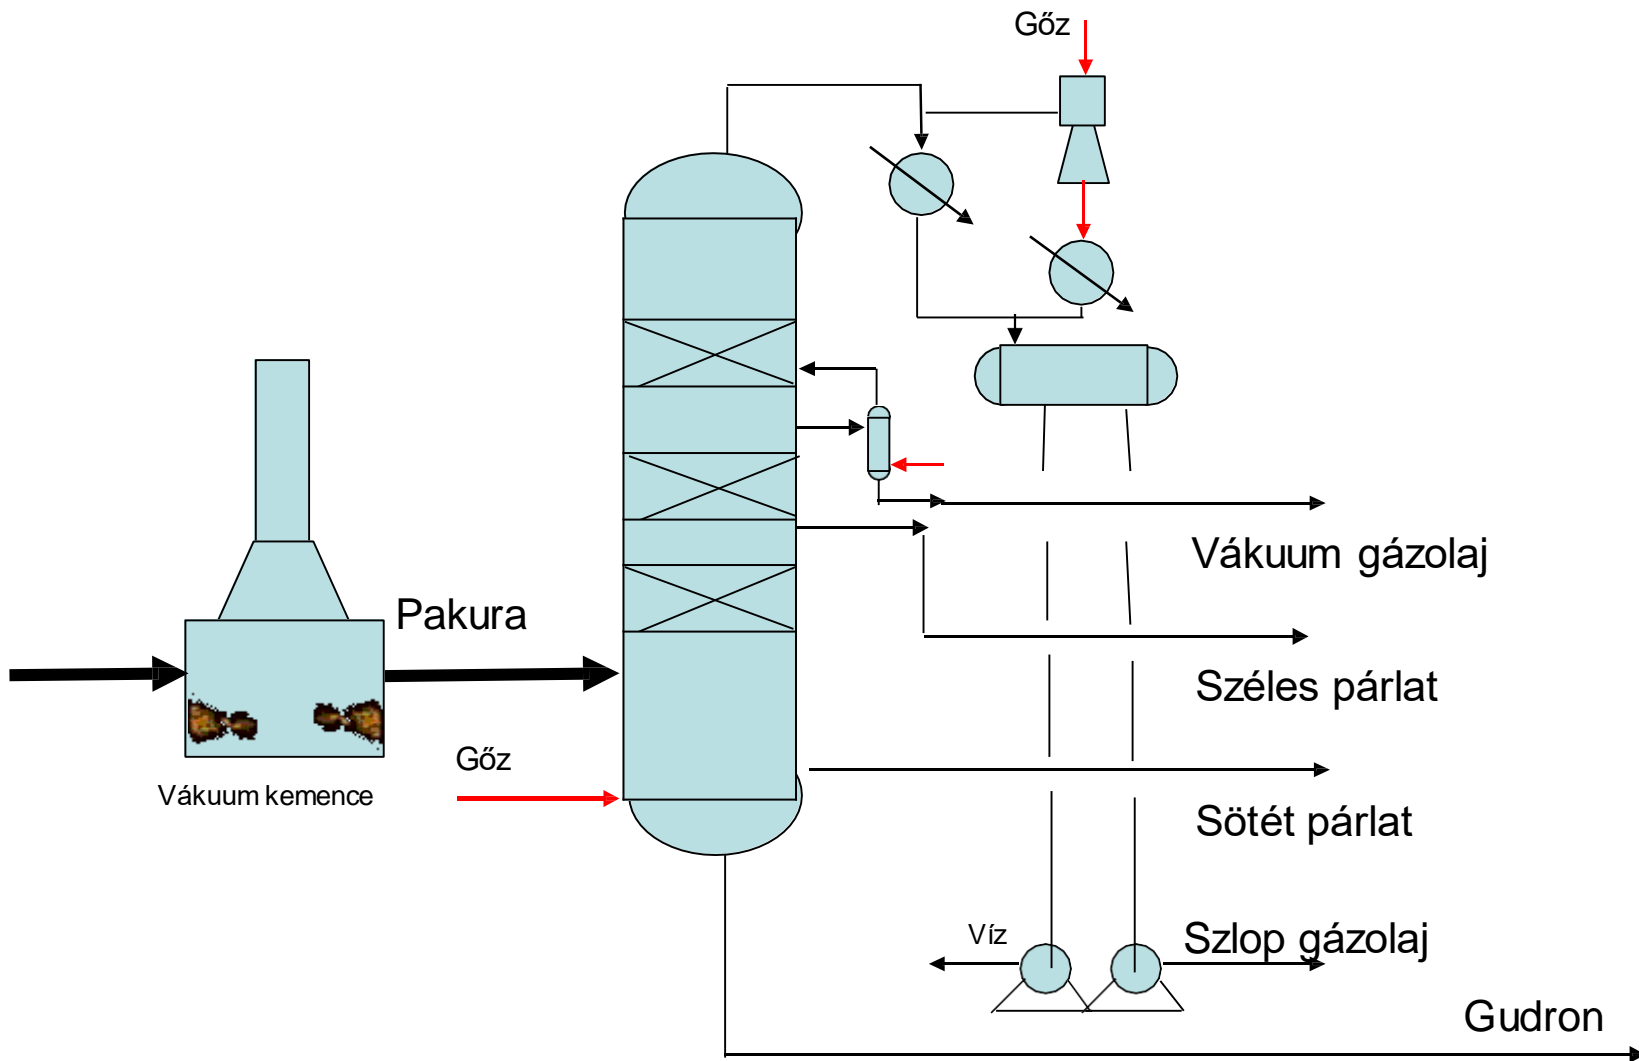 Gőz
Vákuum gázolaj
Pakura
Széles párlat
Gőz
Vákuum kemence
Sötét párlat
Víz
Szlop gázolaj
Gudron